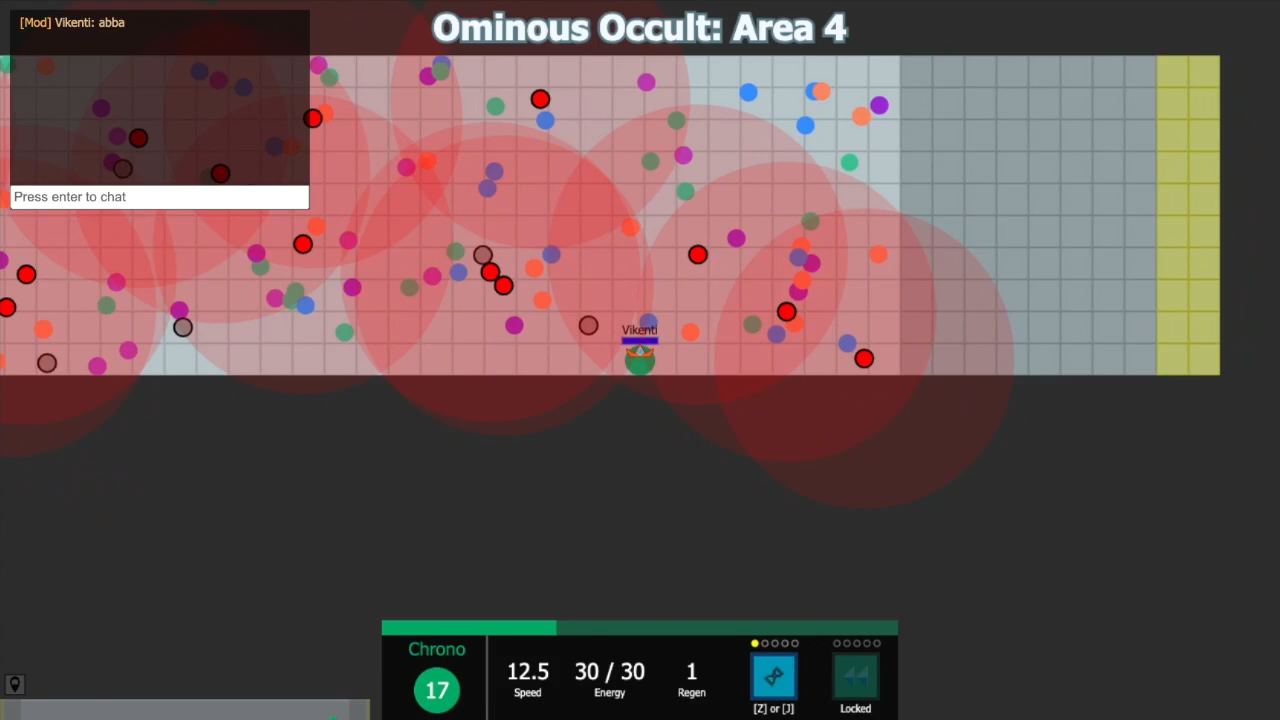 Ominous Occult: Area 4
[Mod] Vikenti: abba
Press enter to chat
Vikenti
Chrono
17
12.5
Speed
30 / 30
Energy
1
Regen
[Z] or [J]
Locked